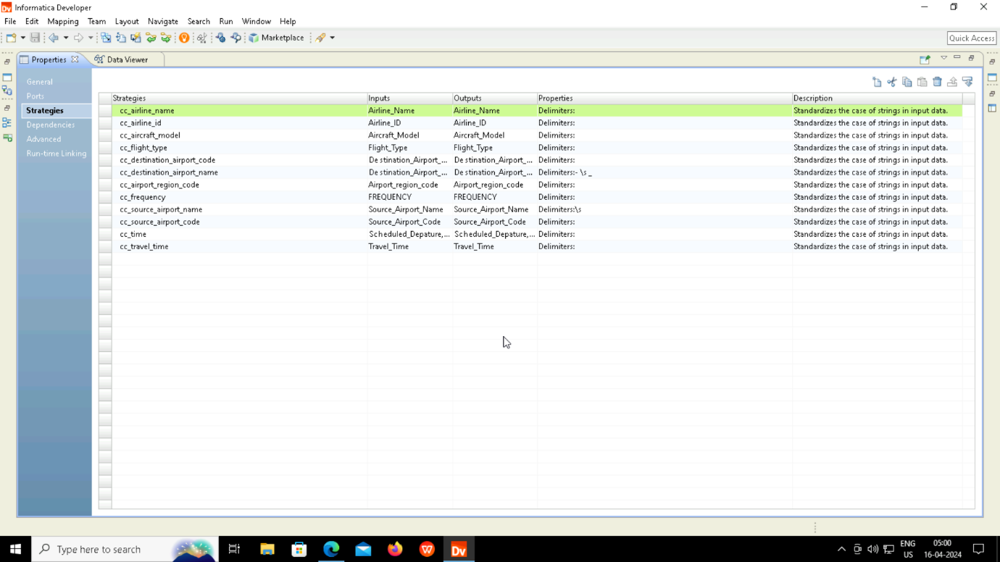 Informatica Developer
File Edit Mapping Team Layout Navigate Search Run Window Help
Marketplace
Quick Access
Properties Data Viewer
General
Ports
Strategies
Dependencies
Advanced
Run-time Linking
Strategies Inputs Outputs Properties Description
cc_airline_name Airline_Name Airline_Name Delimiters: Standardizes the case of strings in input data.
cc_airline_id Airline_ID Airline_ID Delimiters: Standardizes the case of strings in input data.
cc_aircraft_model Aircraft_Model Aircraft_Model Delimiters: Standardizes the case of strings in input data.
cc_flight_type Flight_Type Flight_Type Delimiters: Standardizes the case of strings in input data.
cc_destination_airport_code Destination_Airport_... Destination_Airport_... Delimiters: Standardizes the case of strings in input data.
cc_destination_airport_name Destination_Airport_... Destination_Airport_... Delimiters:- \s _ Standardizes the case of strings in input data.
cc_airport_region_code Airport_region_code Airport_region_code Delimiters: Standardizes the case of strings in input data.
cc_frequency FREQUENCY FREQUENCY Delimiters: Standardizes the case of strings in input data.
cc_source_airport_name Source_Airport_Name Source_Airport_Name Delimiters:\s Standardizes the case of strings in input data.
cc_source_airport_code Source_Airport_Code Source_Airport_Code Delimiters: Standardizes the case of strings in input data.
cc_time Scheduled_Depature,... Scheduled_Depature,... Delimiters: Standardizes the case of strings in input data.
cc_travel_time Travel_Time Travel_Time Delimiters: Standardizes the case of strings in input data.
Type here to search
Dv
ENG
US
05:00
16-04-2024